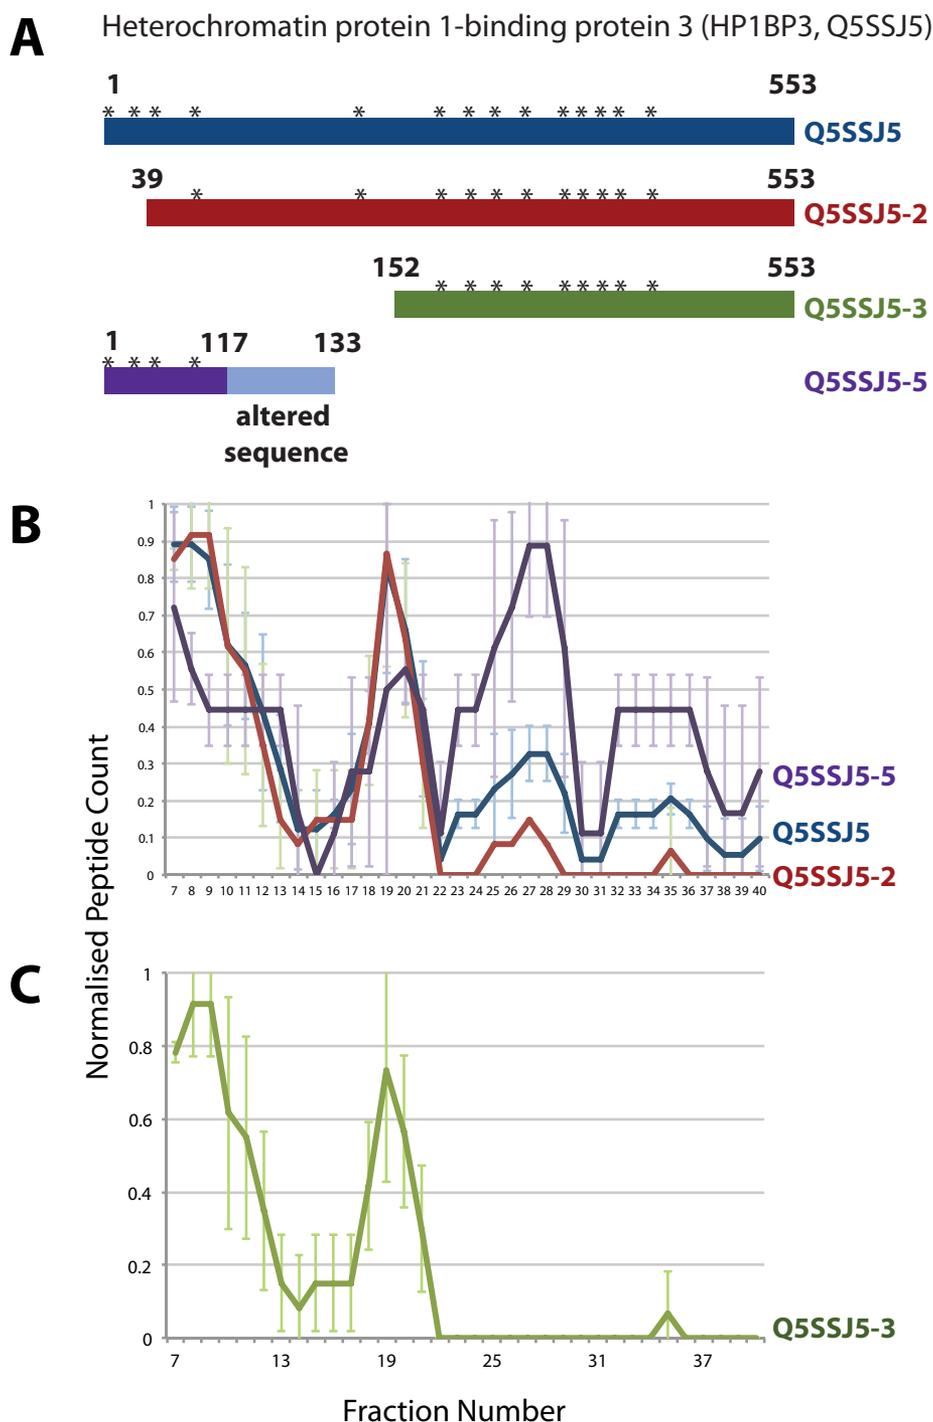 A
Heterochromatin protein 1-binding protein 3 (HP1BP3, Q5SSJ5)
1 553
* * * * * * * * * * * * * *
Q5SSJ5
39 553
* * * * * * * * * * *
Q5SSJ5-2
152 553
* * * * * * * * *
Q5SSJ5-3
1 117 133
* * * *
Q5SSJ5-5
altered
sequence
B
1
0.9
0.8
0.7
0.6
0.5
0.4
0.3
0.2
0.1
0
7 8 9 10 11 12 13 14 15 16 17 18 19 20 21 22 23 24 25 26 27 28 29 30 31 32 33 34 35 36 37 38 39 40
Q5SSJ5-5
Q5SSJ5
Q5SSJ5-2
Normalised Peptide Count
C
1
0.8
0.6
0.4
0.2
0
7 13 19 25 31 37
Q5SSJ5-3
Fraction Number